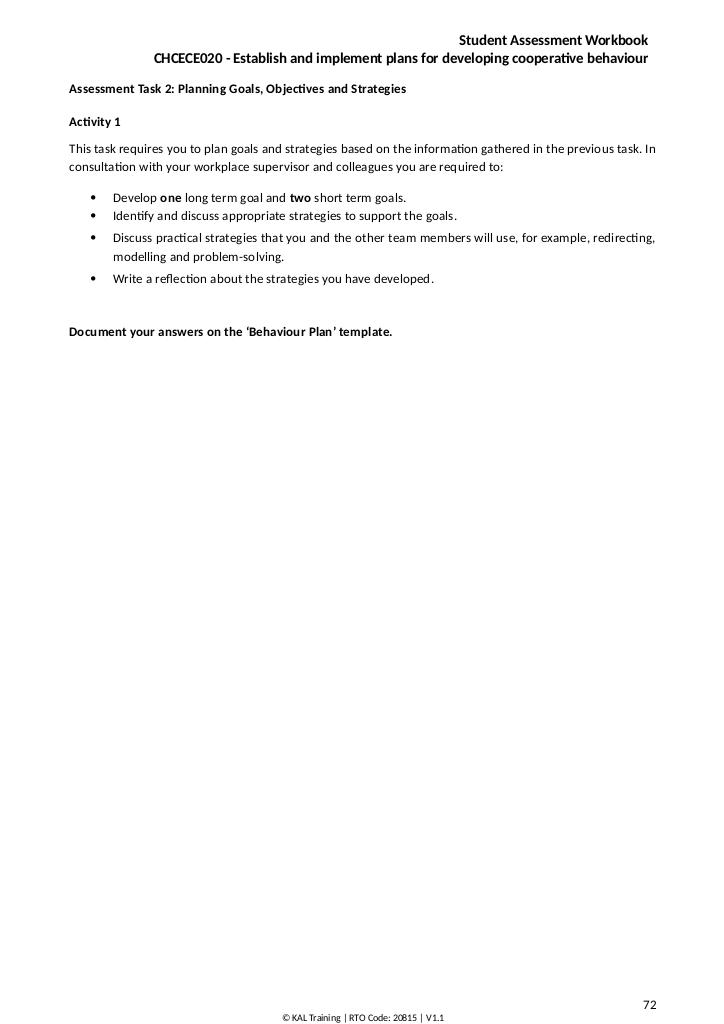 Student Assessment Workbook
CHCECE020 - Establish and implement plans for developing cooperative behaviour
Assessment Task 2: Planning Goals, Objectives and Strategies
Activity 1
This task requires you to plan goals and strategies based on the information gathered in the previous task. In
consultation with your workplace supervisor and colleagues you are required to:
• Develop one long term goal and two short term goals.
• Identify and discuss appropriate strategies to support the goals.
• Discuss practical strategies that you and the other team members will use, for example, redirecting,
modelling and problem-solving.
• Write a reflection about the strategies you have developed.
Document your answers on the ‘Behaviour Plan’ template.
72
© KAL Training | RTO Code: 20815 | V1.1